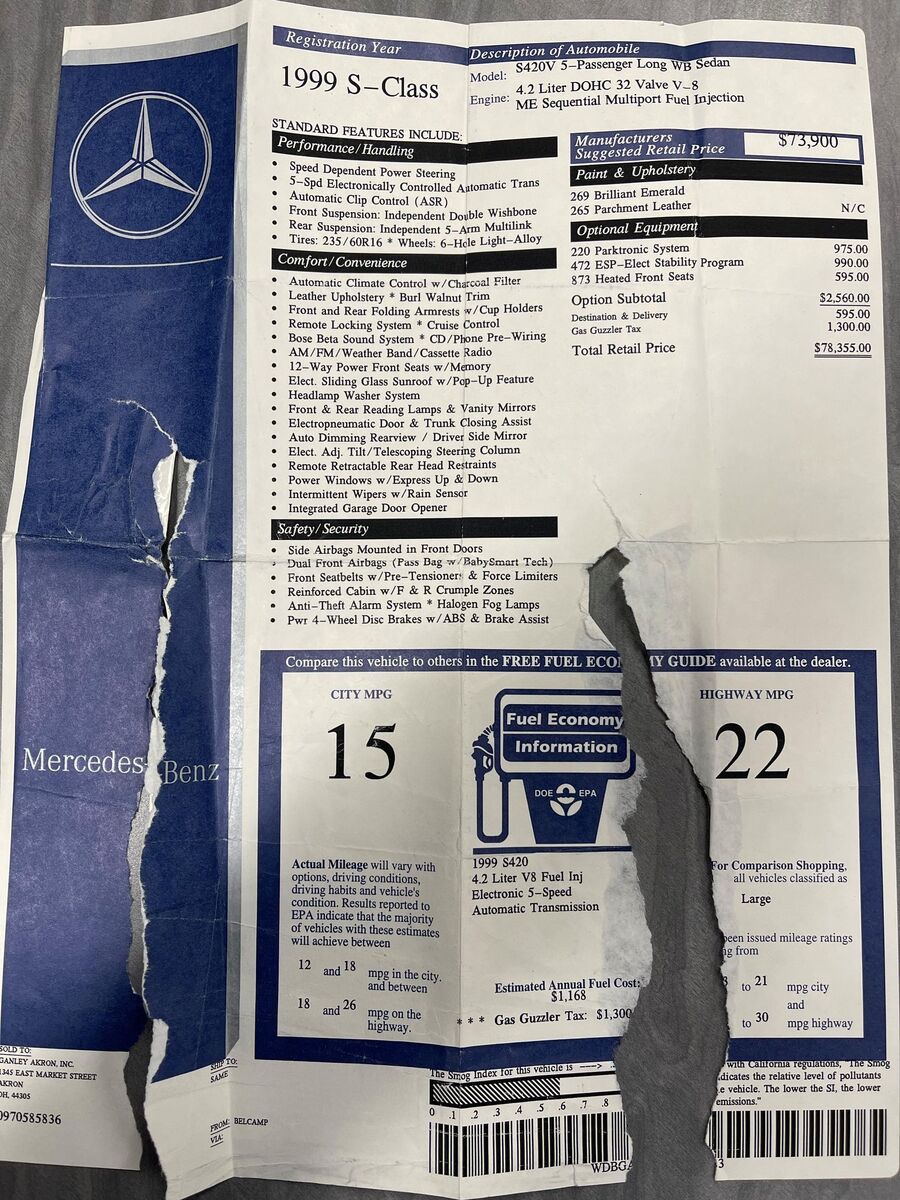 Registration Year
1999 S-Class
Description of Automobile
Model: S420V 5-Passenger Long WB Sedan
Engine: 4.2 Liter DOHC 32 Valve V-8
ME Sequential Multiport Fuel Injection
STANDARD FEATURES INCLUDE:
Performance/Handling
• Speed Dependent Power Steering
• 5-Spd Electronically Controlled Automatic Trans
• Automatic Clip Control (ASR)
• Front Suspension: Independent Double Wishbone
• Rear Suspension: Independent 5-Arm Multilink
• Tires: 235/60R16 * Wheels: 6-Hole Light-Alloy
Comfort/Convenience
• Automatic Climate Control w/Charcoal Filter
• Leather Upholstery * Burl Walnut Trim
• Front and Rear Folding Armrests w/Cup Holders
• Remote Locking System * Cruise Control
• Bose Beta Sound System * CD/Phone Pre-Wiring
• AM/FM/Weather Band/Cassette Radio
• 12-Way Power Front Seats w/Memory
• Elect. Sliding Glass Sunroof w/Pop-Up Feature
• Headlamp Washer System
• Front & Rear Reading Lamps & Vanity Mirrors
• Electropneumatic Door & Trunk Closing Assist
• Auto Dimming Rearview / Driver Side Mirror
• Elect. Adj. Tilt/Telescoping Steering Column
• Remote Retractable Rear Head Restraints
• Power Windows w/Express Up & Down
• Intermittent Wipers w/Rain Sensor
• Integrated Garage Door Opener
Safety/Security
• Side Airbags Mounted in Front Doors
• Dual Front Airbags (Pass Bag w/BabySmart Tech)
• Front Seatbelts w/Pre-Tensioners & Force Limiters
• Reinforced Cabin w/F & R Crumple Zones
• Anti-Theft Alarm System * Halogen Fog Lamps
• Pwr 4-Wheel Disc Brakes w/ABS & Brake Assist
Manufacturers
Suggested Retail Price $73,900
Paint & Upholstery
269 Brilliant Emerald
265 Parchment Leather N/C
Optional Equipment
220 Parktronic System 975.00
472 ESP-Elect Stability Program 990.00
873 Heated Front Seats 595.00
Option Subtotal $2,560.00
Destination & Delivery 595.00
Gas Guzzler Tax 1,300.00
Total Retail Price $78,355.00
Mercedes-Benz
Compare this vehicle to others in the FREE FUEL ECONOMY GUIDE available at the dealer.
CITY MPG
15
Fuel Economy
Information
DOE EPA
HIGHWAY MPG
22
Actual Mileage will vary with
options, driving conditions,
driving habits and vehicle's
condition. Results reported to
EPA indicate that the majority
of vehicles with these estimates
will achieve between
12 and 18 mpg in the city.
and between
18 and 26 mpg on the
highway.
1999 S420
4.2 Liter V8 Fuel Inj
Electronic 5-Speed
Automatic Transmission
Estimated Annual Fuel Cost:
$1,168
* * * Gas Guzzler Tax: $1,300
For Comparison Shopping,
all vehicles classified as
Large
been issued mileage ratings
from
to 21 mpg city
and
to 30 mpg highway
SOLD TO:
GANLEY AKRON, INC.
1345 EAST MARKET STREET
AKRON
OH, 44305
0970585836
SHIP TO:
SAME
FROM: BELCAMP
VIA:
The Smog Index for this vehicle is ---->
0 .1 .2 .3 .4 .5 .6 .7 .8
with California regulations, "The Smog
dicates the relative level of pollutants
e vehicle. The lower the SI, the lower
emissions."
WDBGA
3